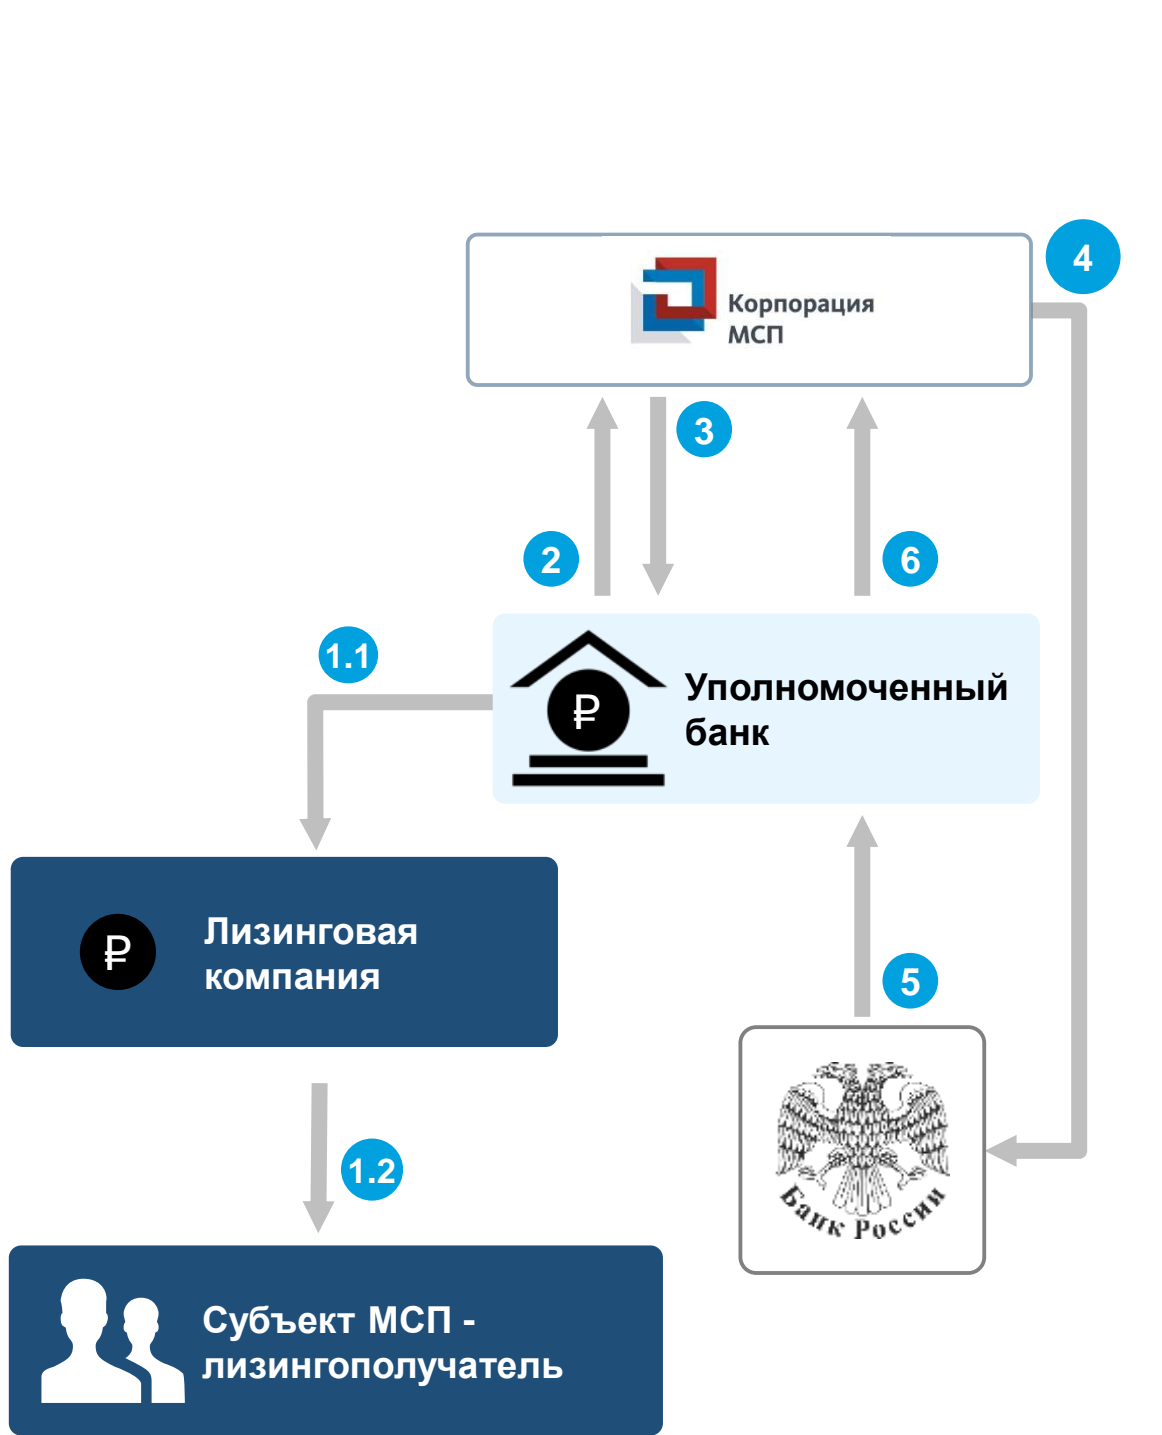 4
Корпорация
МСП
3
2
6
1.1
₽
Уполномоченный
банк
₽
Лизинговая
компания
5
1.2
Банк России
Субъект МСП -
лизингополучатель